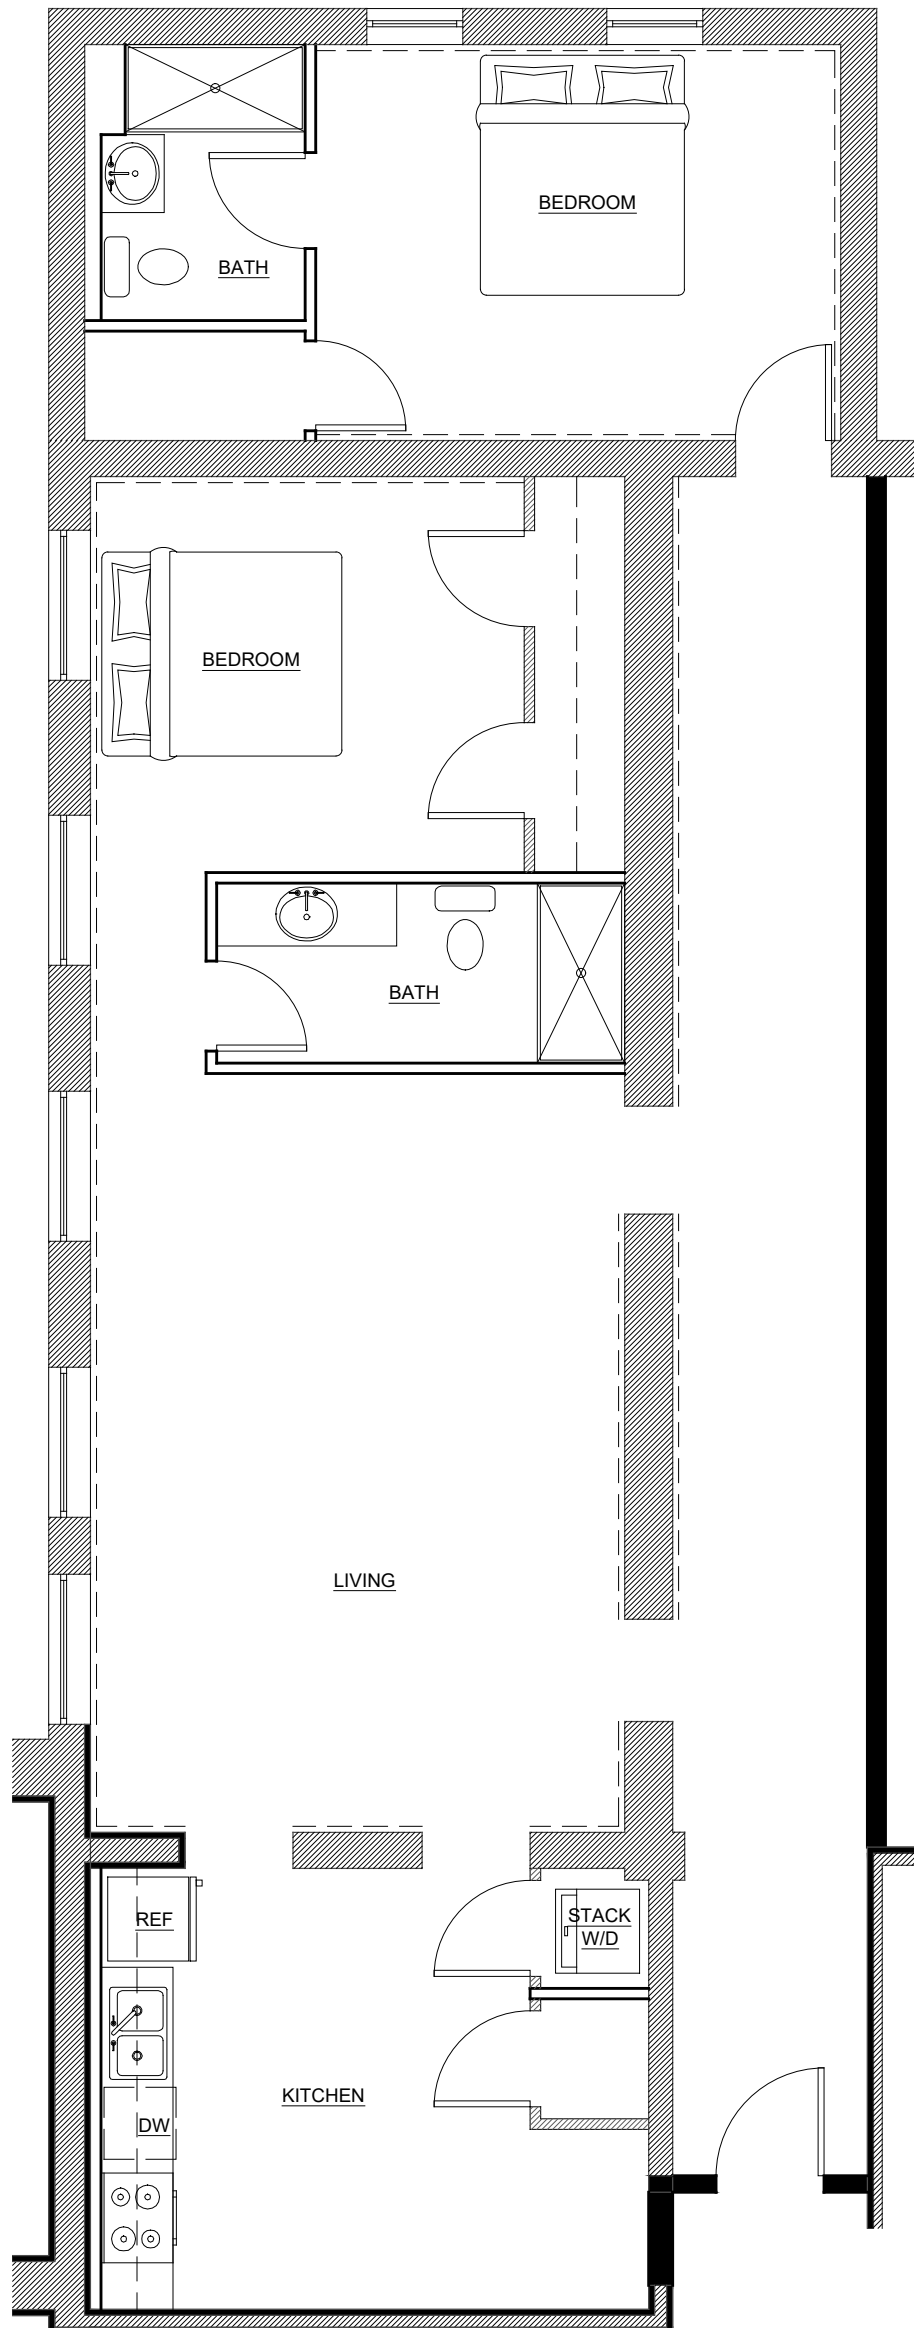 BEDROOM
BATH
BEDROOM
BATH
LIVING
REF
STACK
W/D
KITCHEN
DW